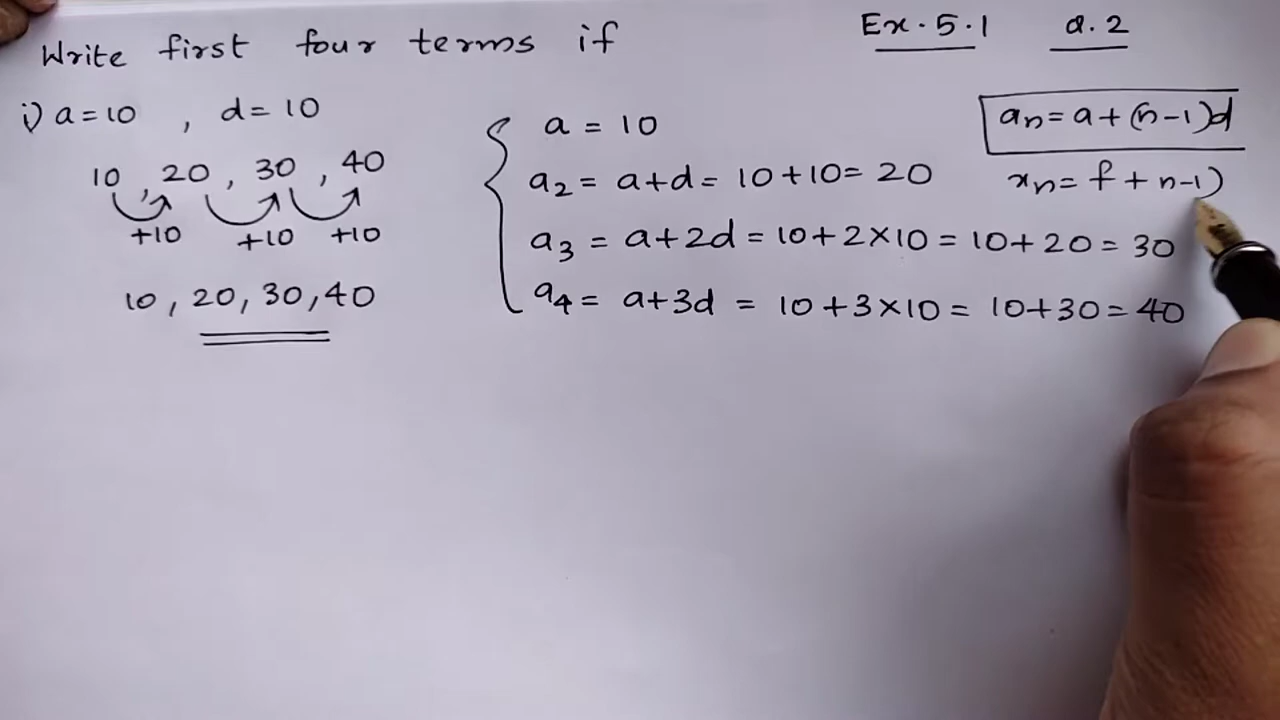 Write first four terms if
Ex. 5.1 Q.2
i) a = 10 , d = 10
10 , 20 , 30 , 40
+10 +10 +10
10 , 20, 30, 40
a = 10
a2 = a+d = 10+10 = 20
a3 = a+2d = 10+2×10 = 10+20 = 30
a4 = a+3d = 10+3×10 = 10+30 = 40
an = a+(n-1)d
xn = f + n-1)